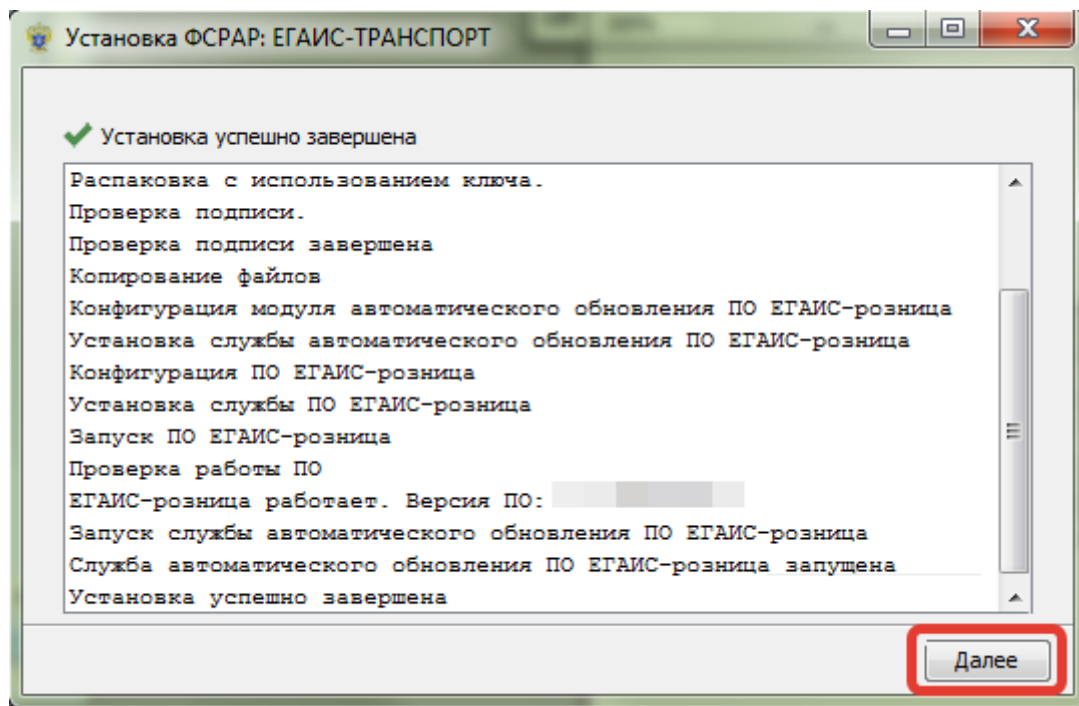 Установка ФСРАР: ЕГАИС-ТРАНСПОРТ
Установка успешно завершена
Распаковка с использованием ключа.
Проверка подписи.
Проверка подписи завершена
Копирование файлов
Конфигурация модуля автоматического обновления ПО ЕГАИС-розница
Установка службы автоматического обновления ПО ЕГАИС-розница
Конфигурация ПО ЕГАИС-розница
Установка службы ПО ЕГАИС-розница
Запуск ПО ЕГАИС-розница
Проверка работы ПО
ЕГАИС-розница работает. Версия ПО:
Запуск службы автоматического обновления ПО ЕГАИС-розница
Служба автоматического обновления ПО ЕГАИС-розница запущена
Установка успешно завершена
Далее